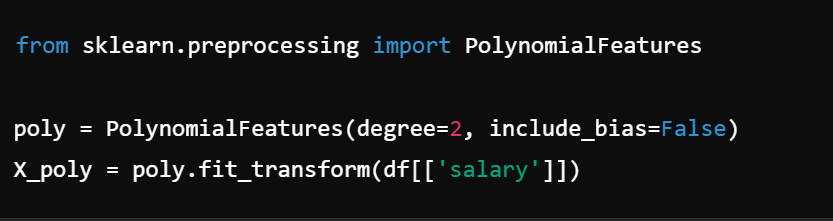 from sklearn.preprocessing import PolynomialFeatures
poly = PolynomialFeatures(degree=2, include_bias=False)
X_poly = poly.fit_transform(df[['salary']])